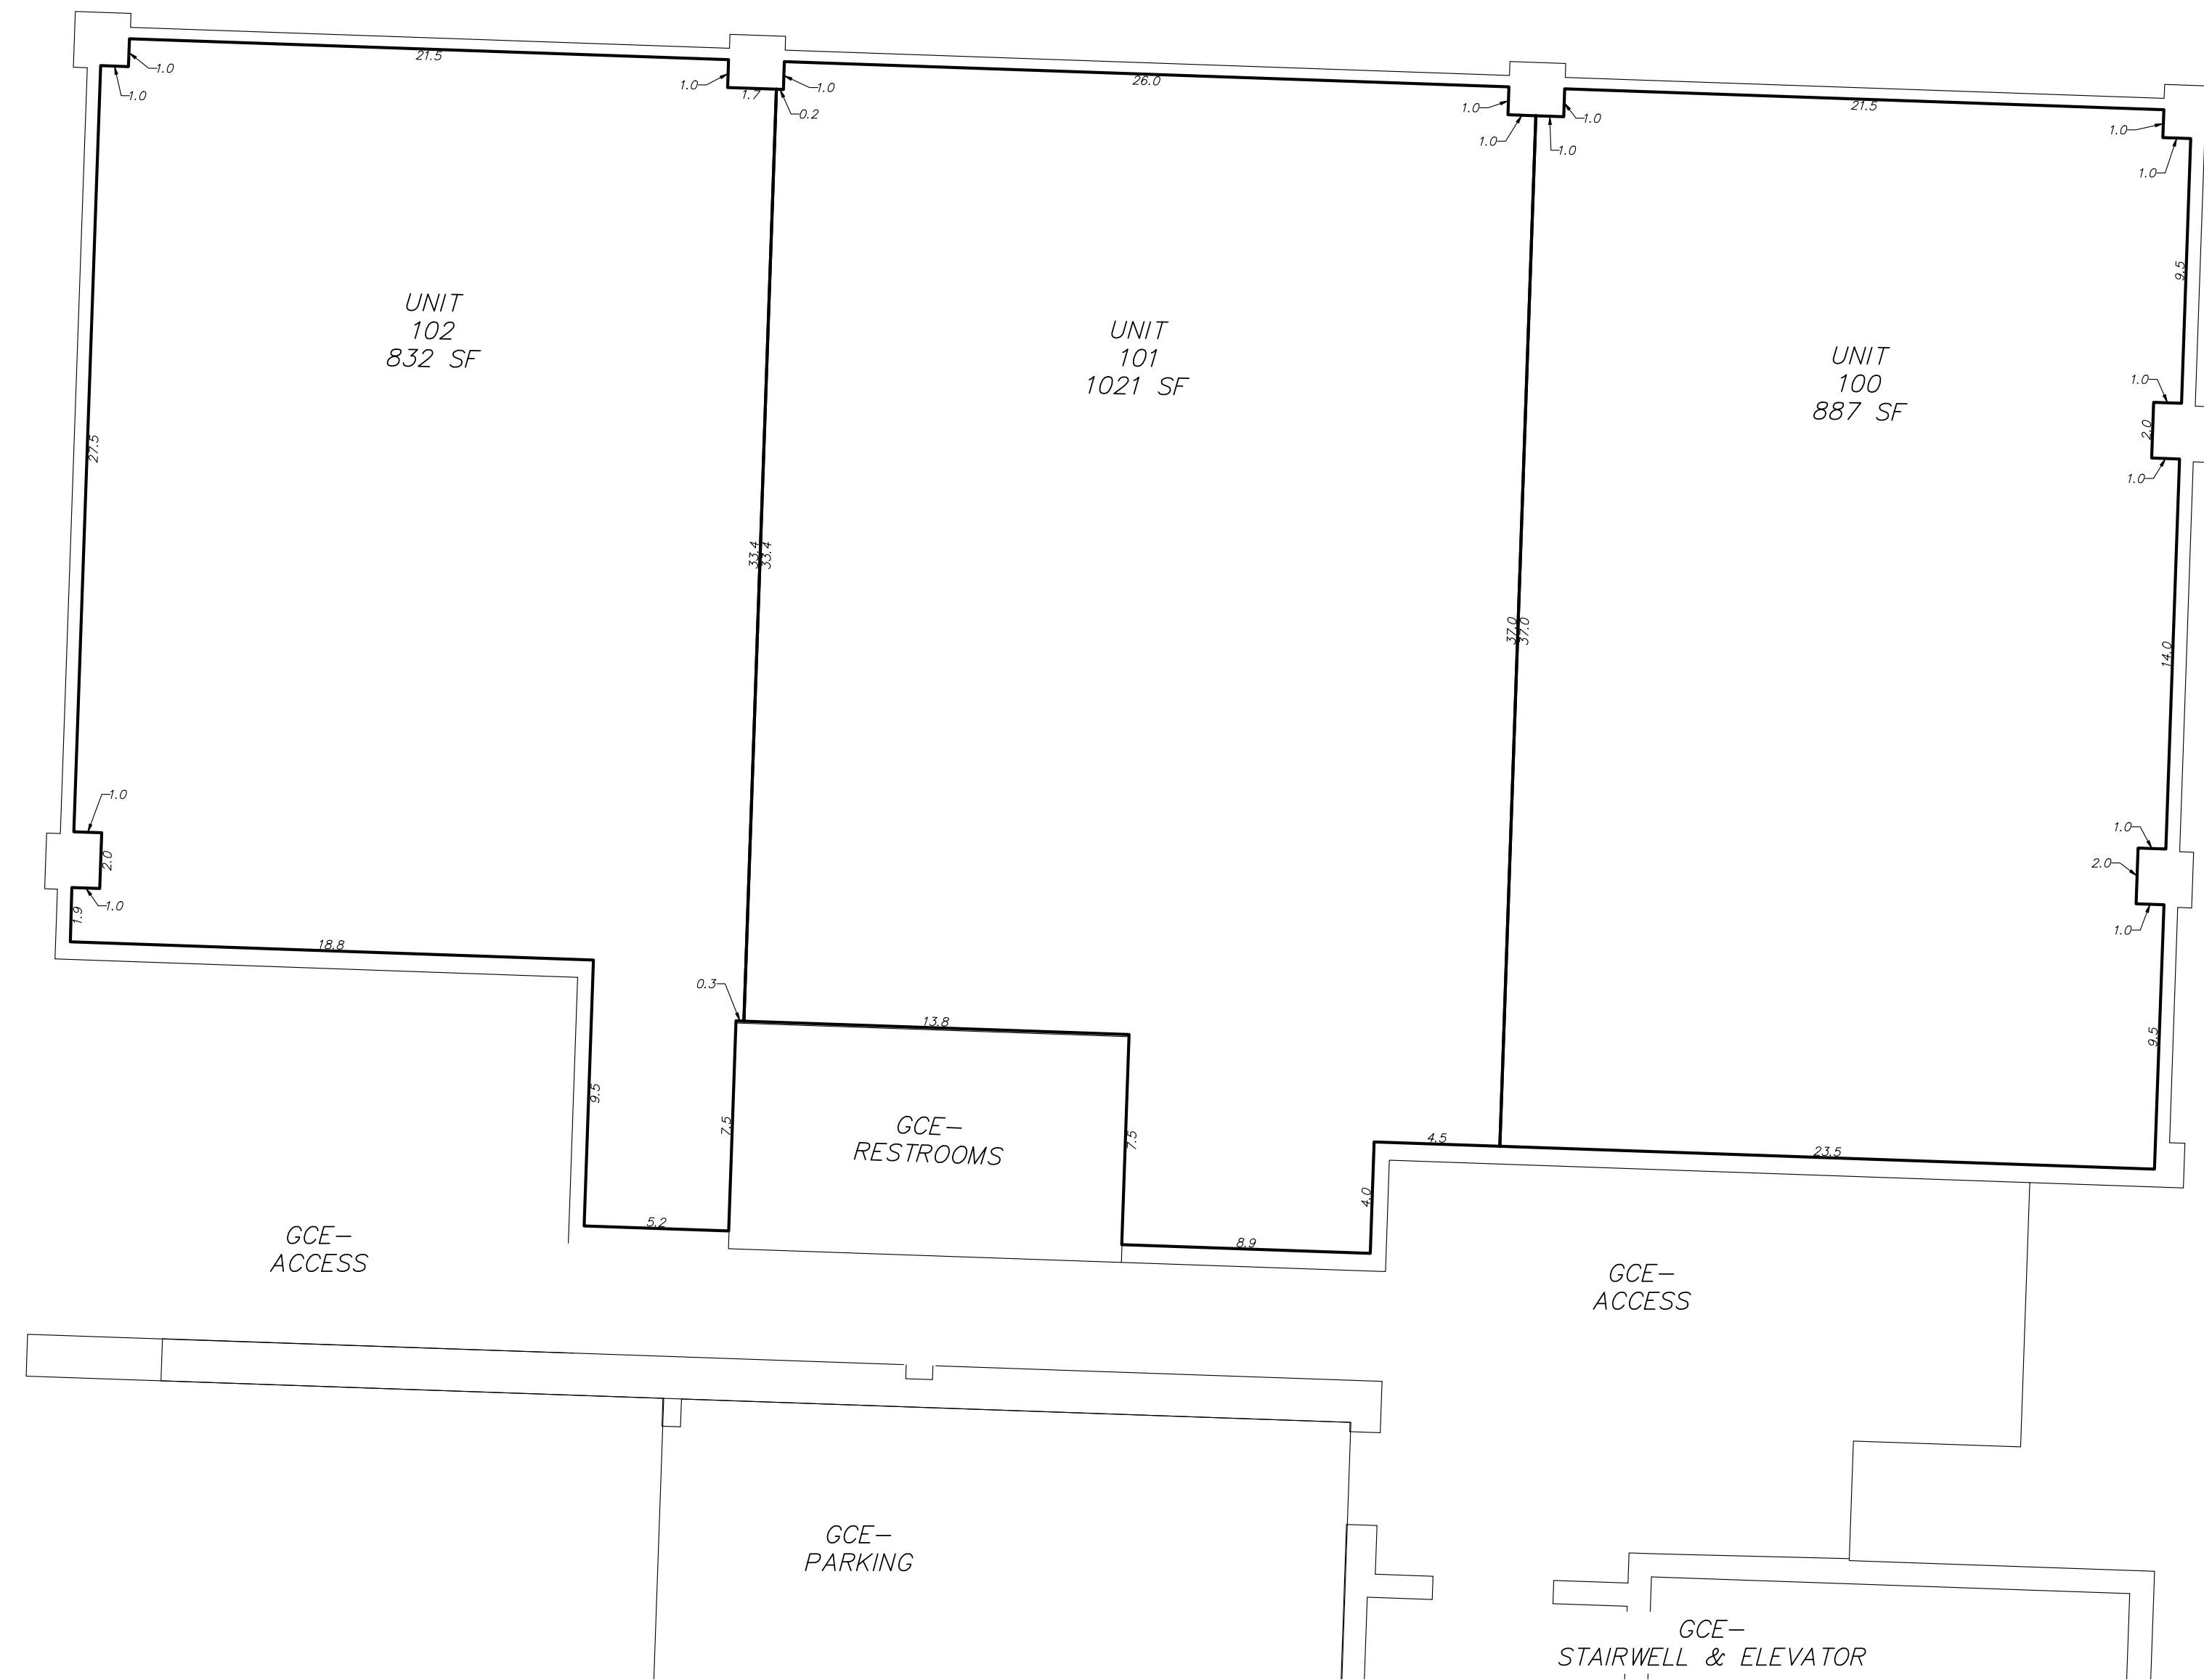 21.5
1.0
1.0
1.0
1.7
1.0
0.2
26.0
1.0
1.0
1.0
1.0
21.5
1.0
1.0
UNIT
102
832 SF
UNIT
101
1021 SF
UNIT
100
887 SF
9.5
1.0
2.0
1.0
27.5
33.4
33.4
37.0
37.0
14.0
1.0
2.0
1.0
1.9
1.0
2.0
1.0
18.8
0.3
13.8
9.5
9.5
7.5
GCE-
RESTROOMS
7.5
4.5
23.5
4.0
5.2
8.9
GCE-
ACCESS
GCE-
ACCESS
GCE-
PARKING
GCE-
STAIRWELL & ELEVATOR